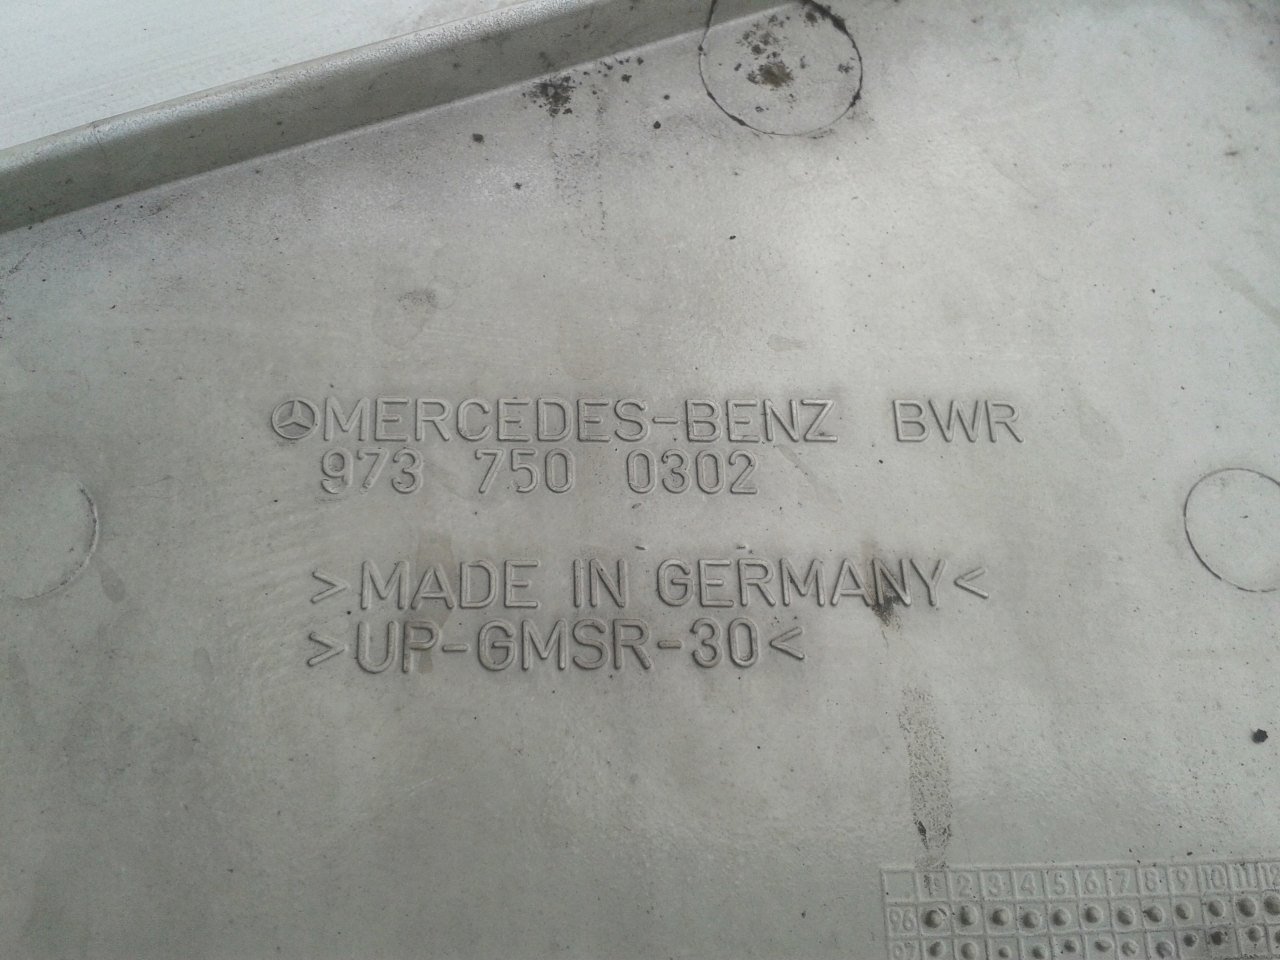 MERCEDES-BENZ BWR
973 750 0302
>MADE IN GERMANY<
>UP-GMSR-30<
1 2 3 4 5 6 7 8 9 10 11 12
96
97